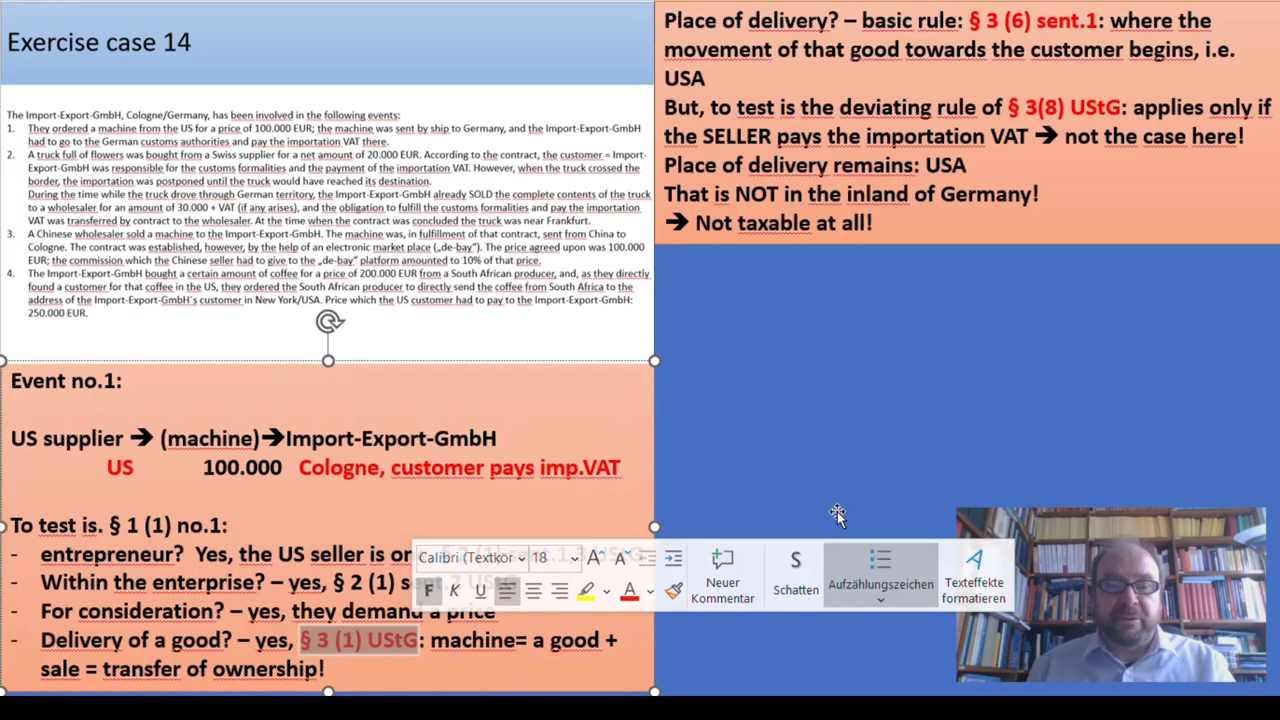 Exercise case 14
The Import-Export-GmbH, Cologne/Germany, has been involved in the following events:
1. They ordered a machine from the US for a price of 100.000 EUR; the machine was sent by ship to Germany, and the Import-Export-GmbH
had to go to the German customs authorities and pay the importation VAT there.
2. A truck full of flowers was bought from a Swiss supplier for a net amount of 20.000 EUR. According to the contract, the customer = Import-
Export-GmbH was responsible for the customs formalities and the payment of the importation VAT. However, when the truck crossed the
border, the importation was postponed until the truck would have reached its destination.
During the time while the truck drove through German territory, the Import-Export-GmbH already SOLD the complete contents of the truck
to a wholesaler for an amount of 30.000 + VAT (if any arises), and the obligation to fulfill the customs formalities and pay the importation
VAT was transferred by contract to the wholesaler. At the time when the contract was concluded the truck was near Frankfurt.
3. A Chinese wholesaler sold a machine to the Import-Export-GmbH. The machine was, in fulfillment of that contract, sent from China to
Cologne. The contract was established, however, by the help of an electronic market place („de-bay“). The price agreed upon was 100.000
EUR; the commission which the Chinese seller had to give to the „de-bay“ platform amounted to 10% of that price.
4. The Import-Export-GmbH bought a certain amount of coffee for a price of 200.000 EUR from a South African producer, and, as they directly
found a customer for that coffee in the US, they ordered the South African producer to directly send the coffee from South Africa to the
address of the Import-Export-GmbH´s customer in New York/USA. Price which the US customer had to pay to the Import-Export-GmbH:
250.000 EUR.
Event no.1:
US supplier ➔ (machine)➔Import-Export-GmbH
US 100.000 Cologne, customer pays imp.VAT
To test is. § 1 (1) no.1:
- entrepreneur? Yes, the US seller is
- Within the enterprise? – yes, § 2 (1)
- For consideration? – yes, they demand a price
- Delivery of a good? – yes, § 3 (1) UStG: machine= a good +
sale = transfer of ownership!
Place of delivery? – basic rule: § 3 (6) sent.1: where the
movement of that good towards the customer begins, i.e.
USA
But, to test is the deviating rule of § 3(8) UStG: applies only if
the SELLER pays the importation VAT ➔ not the case here!
Place of delivery remains: USA
That is NOT in the inland of Germany!
➔ Not taxable at all!
Calibri (Textkör 18 A A
F K U A
Neuer
Kommentar
S
Schatten
Aufzählungszeichen
A
Texteffekte
formatieren